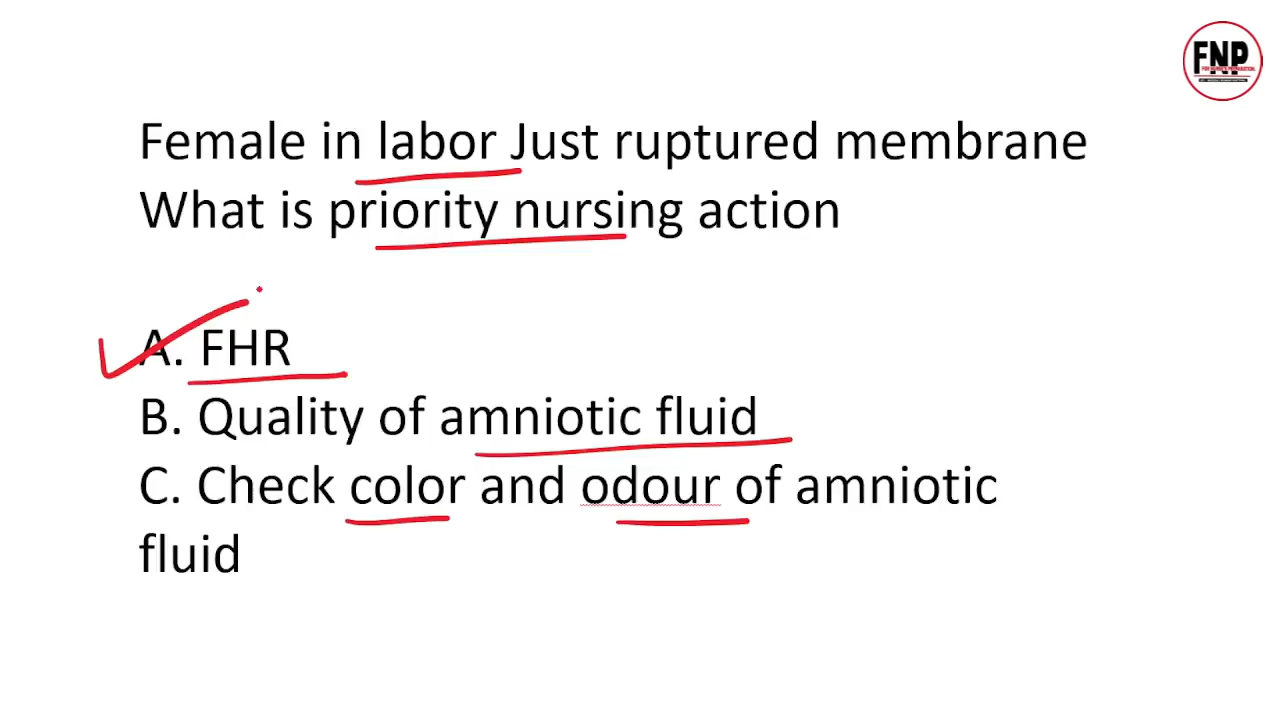 FNP
Female in labor Just ruptured membrane
What is priority nursing action
A. FHR
B. Quality of amniotic fluid
C. Check color and odour of amniotic
fluid